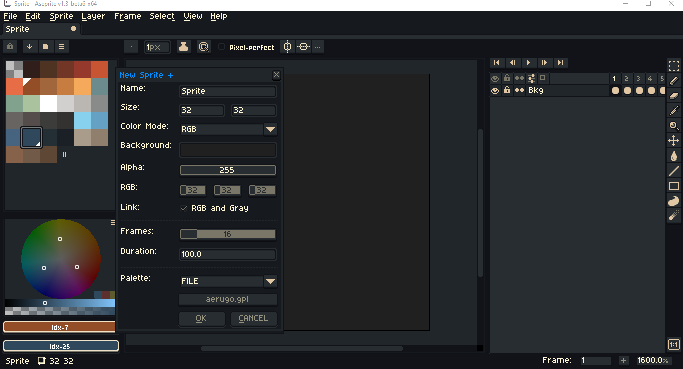 Sprite - Aseprite v1.3-beta5-x64
File Edit Sprite Layer Frame Select View Help
Sprite
1px Pixel-perfect ...
New Sprite +
Name: Sprite
Size: 32 32
Color Mode: RGB
Background:
Alpha: 255
RGB: 32 32 32
Link: RGB and Gray
Frames: 16
Duration: 100.0
Palette: FILE
aerugo.gpl
OK CANCEL
1 2 3 4 5
Bkg
Idx-7
Idx-25
1:1
Sprite 32 32
Frame: 1 + 1600.0%